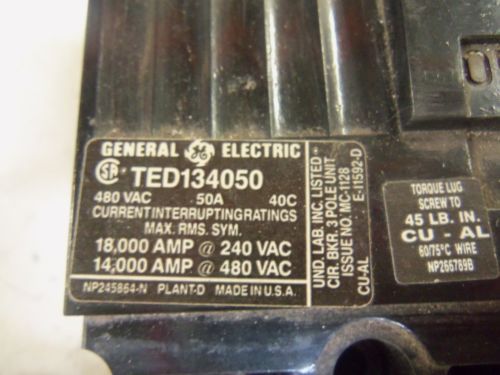 GENERAL GE ELECTRIC
SA TED134050
480 VAC 50A 40C
CURRENT INTERRUPTING RATINGS
MAX. RMS. SYM.
18,000 AMP @ 240 VAC
14,000 AMP @ 480 VAC
NP245864-N PLANT-D MADE IN U.S.A.
UND. LAB. INC. LISTED
CIR. BKR. 3 POLE UNIT
ISSUE NO. MC-1128
E-11592-D
CU-AL
TORQUE LUG
SCREW TO
45 LB. IN.
CU - AL
60/75°C WIRE
NP266789B